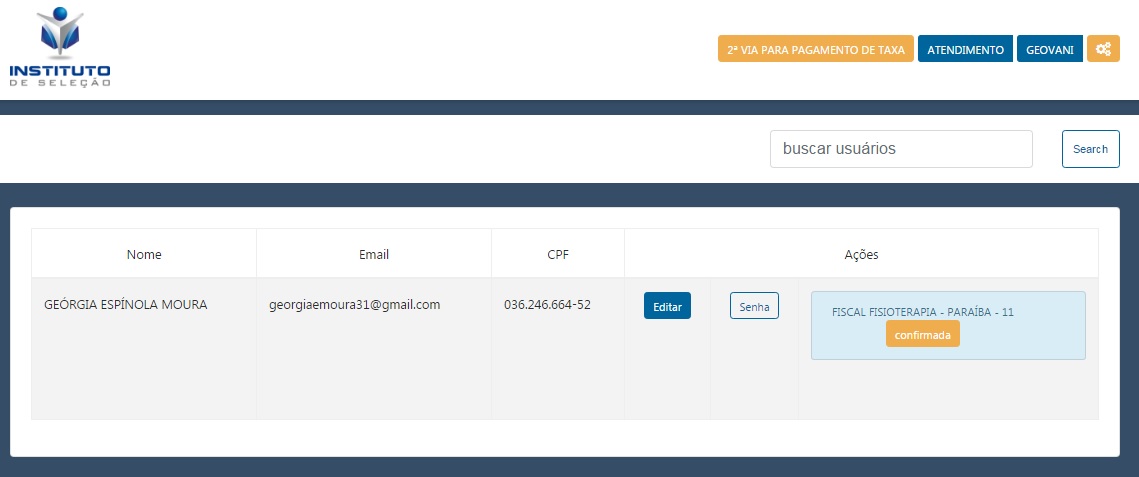 INSTITUTO
DE SELEÇÃO
2ª VIA PARA PAGAMENTO DE TAXA ATENDIMENTO GEOVANI
buscar usuários Search
Nome Email CPF Ações
GEÓRGIA ESPÍNOLA MOURA georgiaemoura31@gmail.com 036.246.664-52 Editar Senha FISCAL FISIOTERAPIA - PARAÍBA - 11
confirmada